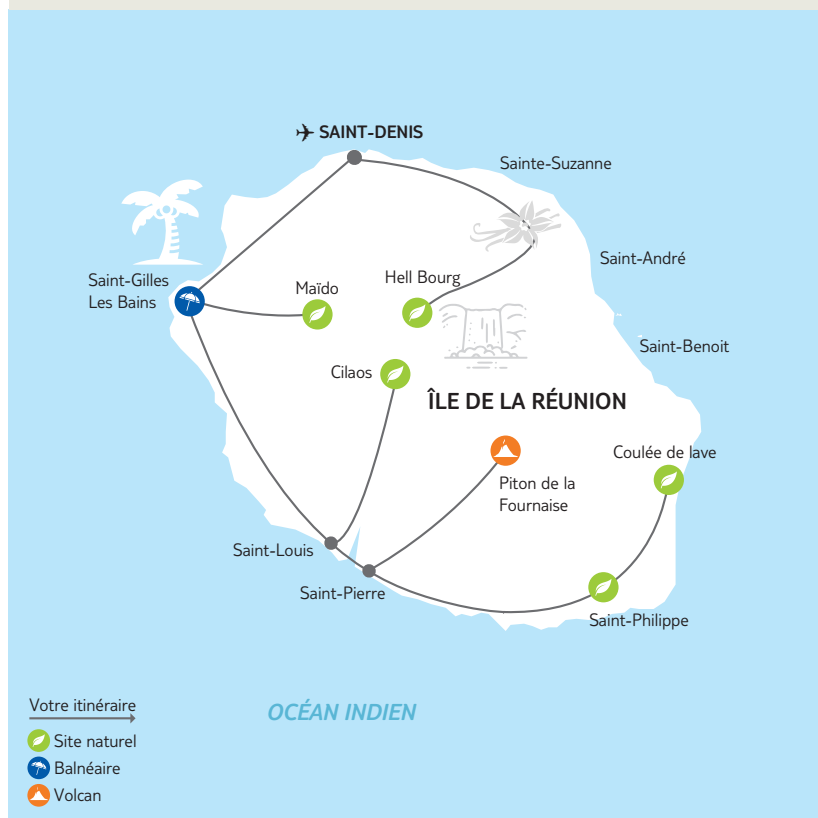 SAINT-DENIS
Sainte-Suzanne
Saint-André
Saint-Gilles
Les Bains
Maïdo
Hell Bourg
Saint-Benoit
Cilaos
ÎLE DE LA RÉUNION
Coulée de lave
Piton de la
Fournaise
Saint-Louis
Saint-Pierre
Saint-Philippe
OCÉAN INDIEN
Votre itinéraire
Site naturel
Balnéaire
Volcan